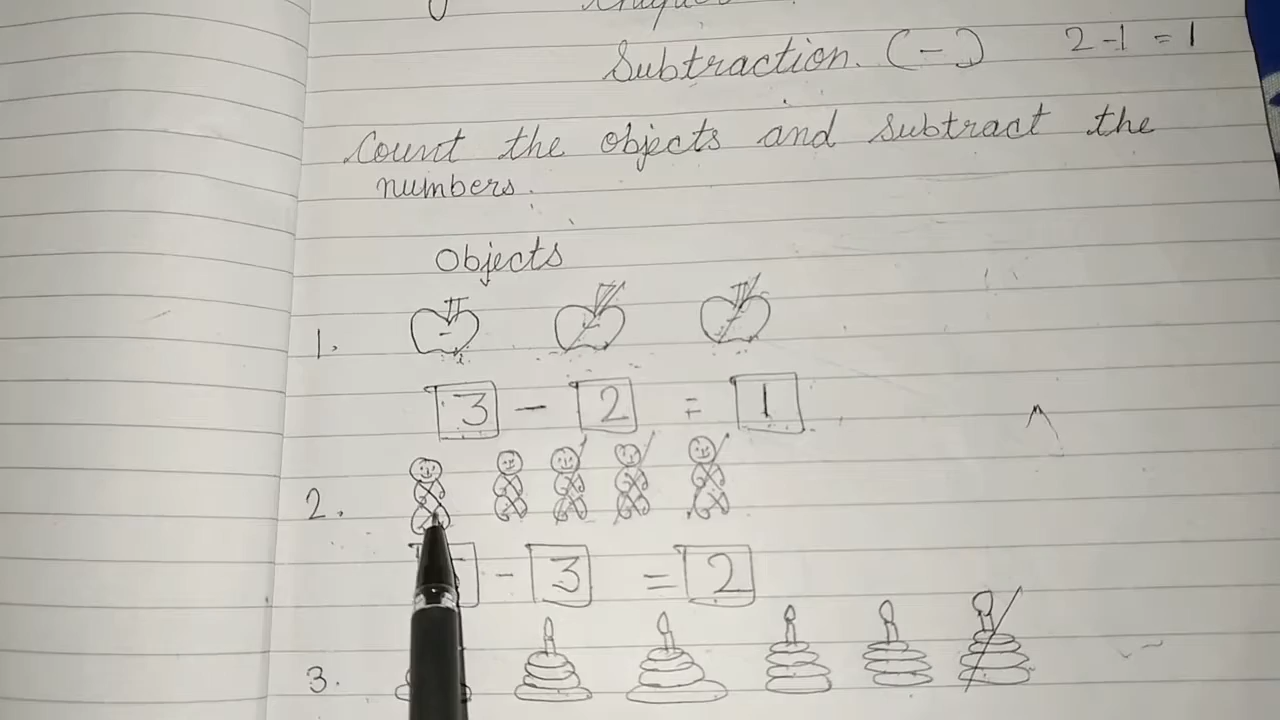 Subtraction. (-) 2-1 = 1
Count the objects and subtract the
numbers.
Objects
1.
3 - 2 = 1
2.
- 3 = 2
3.